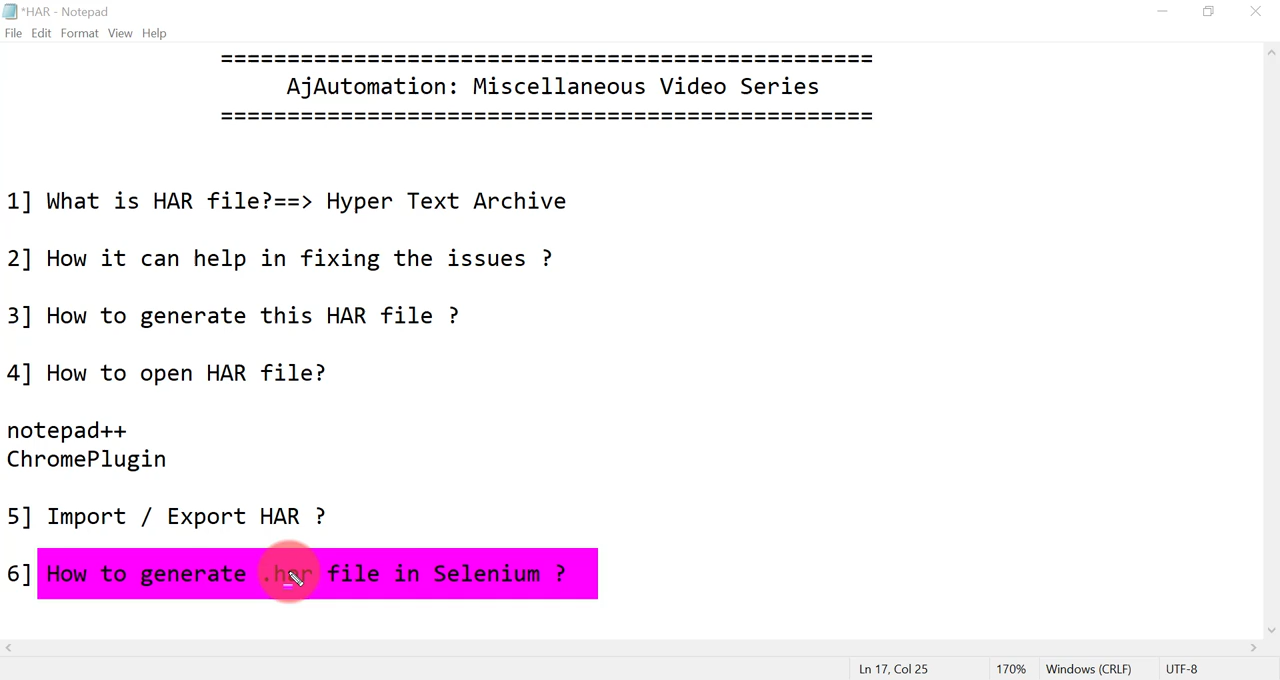 *HAR - Notepad
File Edit Format View Help
=================================================
AjAutomation: Miscellaneous Video Series
=================================================
1] What is HAR file?==> Hyper Text Archive
2] How it can help in fixing the issues ?
3] How to generate this HAR file ?
4] How to open HAR file?
notepad++
ChromePlugin
5] Import / Export HAR ?
6] How to generate .har file in Selenium ?
Ln 17, Col 25 170% Windows (CRLF) UTF-8